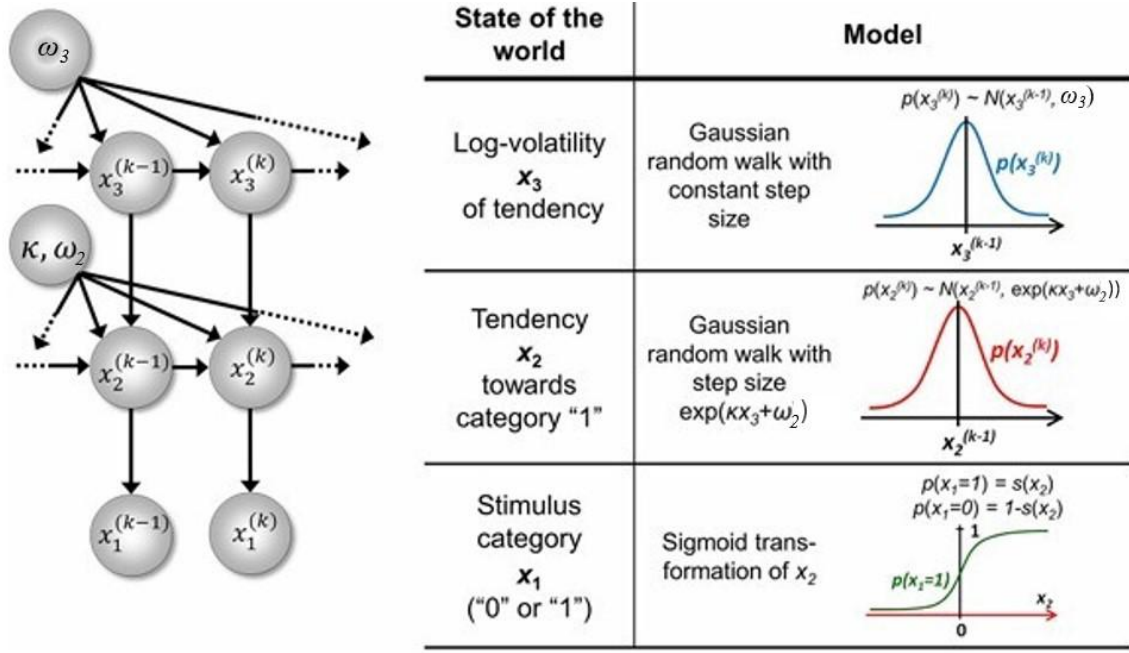 ω₃
x₃⁽ᵏ⁻¹⁾
x₃⁽ᵏ⁾
κ, ω₂
x₂⁽ᵏ⁻¹⁾
x₂⁽ᵏ⁾
x₁⁽ᵏ⁻¹⁾
x₁⁽ᵏ⁾
State of the
world
Model
Log-volatility
x₃
of tendency
Gaussian
random walk with
constant step
size
p(x₃⁽ᵏ⁾) ~ N(x₃⁽ᵏ⁻¹⁾, ω₃)
p(x₃⁽ᵏ⁾)
x₃⁽ᵏ⁻¹⁾
Tendency
x₂
towards
category “1”
Gaussian
random walk with
step size
exp(κx₃+ω₂)
p(x₂⁽ᵏ⁾) ~ N(x₂⁽ᵏ⁻¹⁾, exp(κx₃+ω₂))
p(x₂⁽ᵏ⁾)
x₂⁽ᵏ⁻¹⁾
Stimulus
category
x₁
(“0” or “1”)
Sigmoid trans-
formation of x₂
p(x₁=1) = s(x₂)
p(x₁=0) = 1-s(x₂)
1
p(x₁=1)
x₂
0